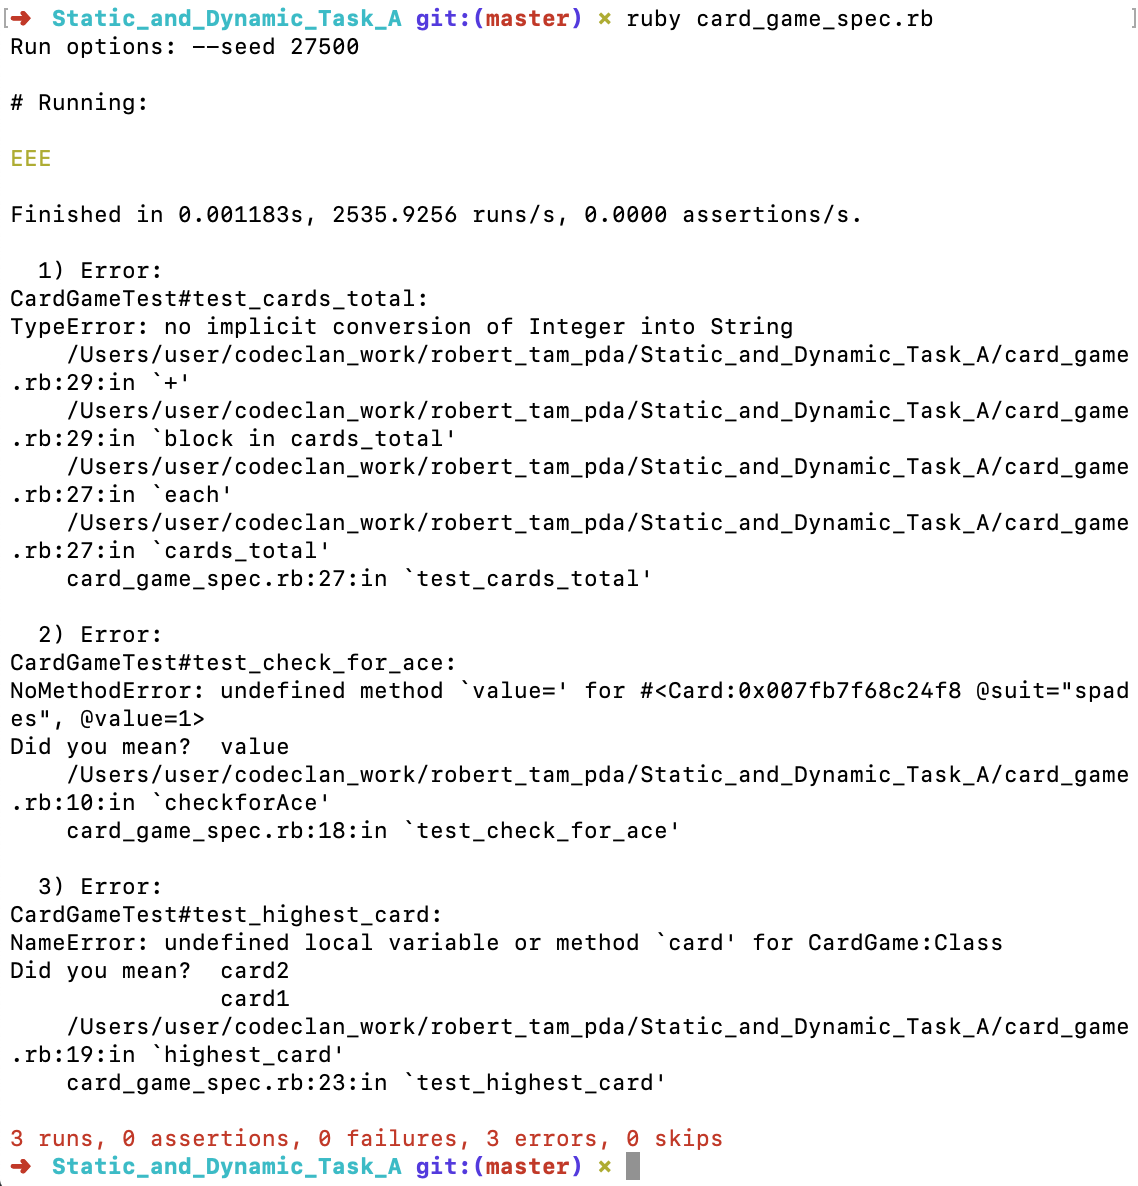 [➜  Static_and_Dynamic_Task_A git:(master) ✗ ruby card_game_spec.rb ]
Run options: --seed 27500

# Running:

EEE

Finished in 0.001183s, 2535.9256 runs/s, 0.0000 assertions/s.

  1) Error:
CardGameTest#test_cards_total:
TypeError: no implicit conversion of Integer into String
    /Users/user/codeclan_work/robert_tam_pda/Static_and_Dynamic_Task_A/card_game
.rb:29:in `+'
    /Users/user/codeclan_work/robert_tam_pda/Static_and_Dynamic_Task_A/card_game
.rb:29:in `block in cards_total'
    /Users/user/codeclan_work/robert_tam_pda/Static_and_Dynamic_Task_A/card_game
.rb:27:in `each'
    /Users/user/codeclan_work/robert_tam_pda/Static_and_Dynamic_Task_A/card_game
.rb:27:in `cards_total'
    card_game_spec.rb:27:in `test_cards_total'

  2) Error:
CardGameTest#test_check_for_ace:
NoMethodError: undefined method `value=' for #<Card:0x007fb7f68c24f8 @suit="spad
es", @value=1>
Did you mean?  value
    /Users/user/codeclan_work/robert_tam_pda/Static_and_Dynamic_Task_A/card_game
.rb:10:in `checkforAce'
    card_game_spec.rb:18:in `test_check_for_ace'

  3) Error:
CardGameTest#test_highest_card:
NameError: undefined local variable or method `card' for CardGame:Class
Did you mean?  card2
               card1
    /Users/user/codeclan_work/robert_tam_pda/Static_and_Dynamic_Task_A/card_game
.rb:19:in `highest_card'
    card_game_spec.rb:23:in `test_highest_card'

3 runs, 0 assertions, 0 failures, 3 errors, 0 skips
➜  Static_and_Dynamic_Task_A git:(master) ✗